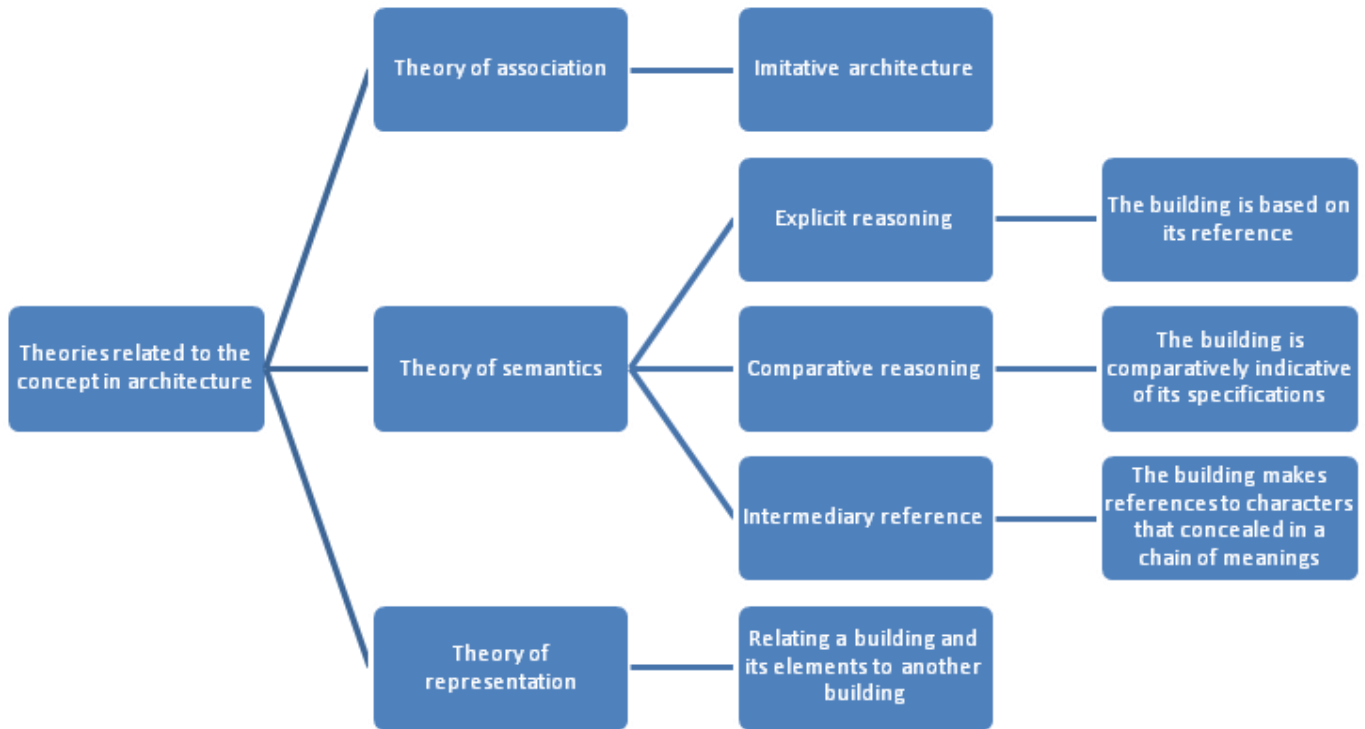 Theory of association
Imitative architecture
Explicit reasoning
The building is based on
its reference
Theories related to the
concept in architecture
Theory of semantics
Comparative reasoning
The building is
comparatively indicative
of its specifications
Intermediary reference
The building makes
references to characters
that concealed in a
chain of meanings
Theory of
representation
Relating a building and
its elements to another
building